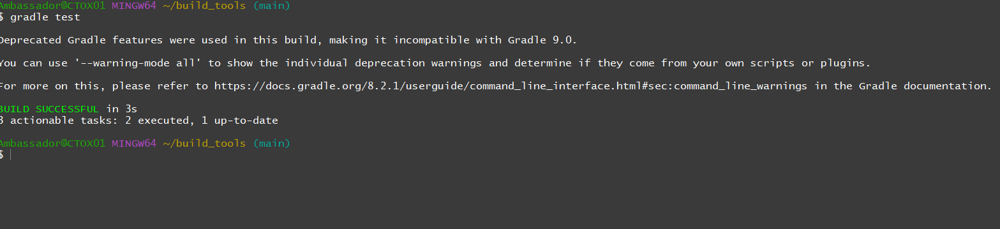 Ambassador@CTOX01 MINGW64 ~/build_tools (main)
$ gradle test
Deprecated Gradle features were used in this build, making it incompatible with Gradle 9.0.
You can use '--warning-mode all' to show the individual deprecation warnings and determine if they come from your own scripts or plugins.
For more on this, please refer to https://docs.gradle.org/8.2.1/userguide/command_line_interface.html#sec:command_line_warnings in the Gradle documentation.
BUILD SUCCESSFUL in 3s
3 actionable tasks: 2 executed, 1 up-to-date
Ambassador@CTOX01 MINGW64 ~/build_tools (main)
$